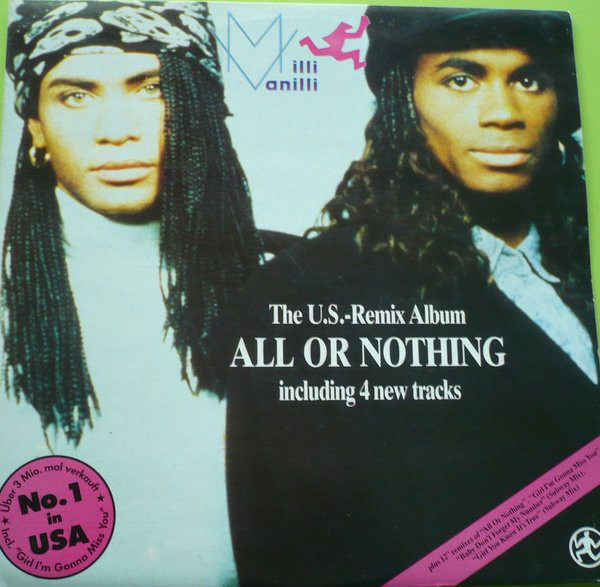 Milli
Vanilli
The U.S.-Remix Album
ALL OR NOTHING
including 4 new tracks
★ Über 3 Mio. mal verkauft ★
No.1
in
USA
Incl. "Girl I'm Gonna Miss You"
plus 12" remixes of "All Or Nothing", "Girl I'm Gonna Miss You"
"Baby Don't Forget My Number" (Subway Mix),
"Girl You Know It's True" (Subway Mix)